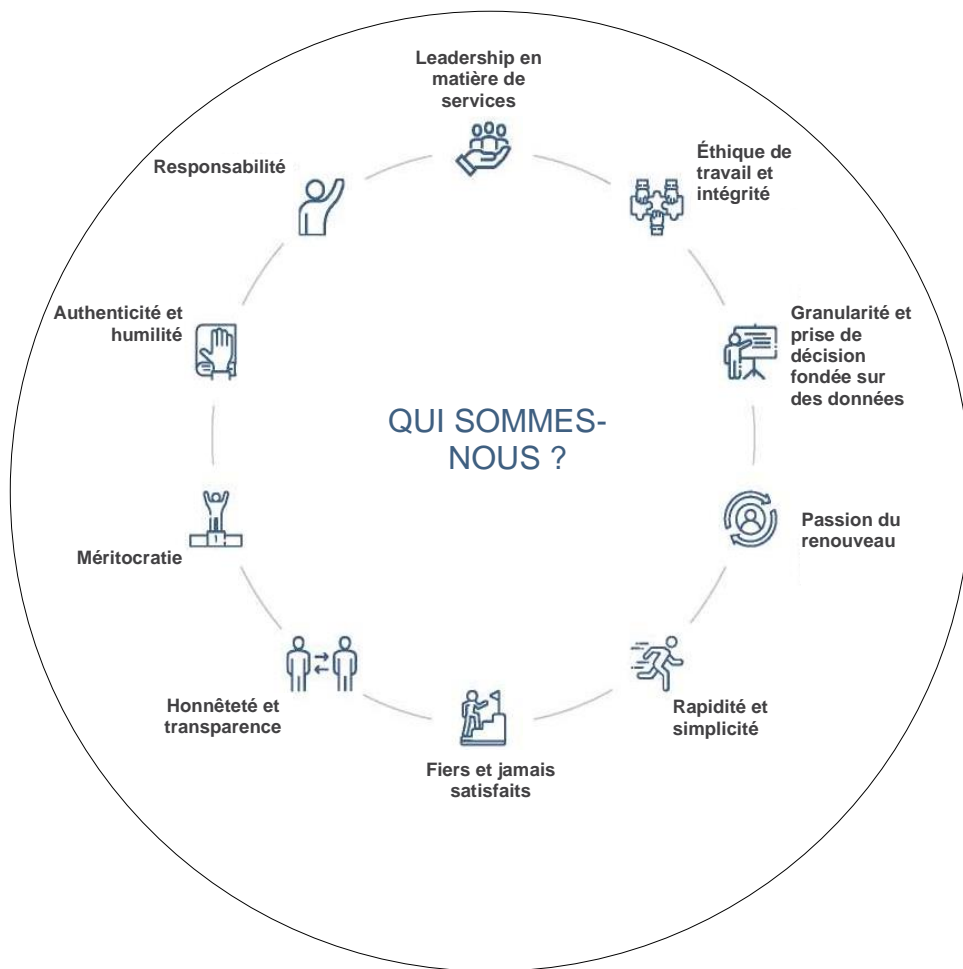 Leadership en
matière de
services
Éthique de
travail et
intégrité
Granularité et
prise de
décision
fondée sur
des données
Passion du
renouveau
Rapidité et
simplicité
Fiers et jamais
satisfaits
Honnêteté et
transparence
Méritocratie
Authenticité et
humilité
Responsabilité
QUI SOMMES-
NOUS ?
1